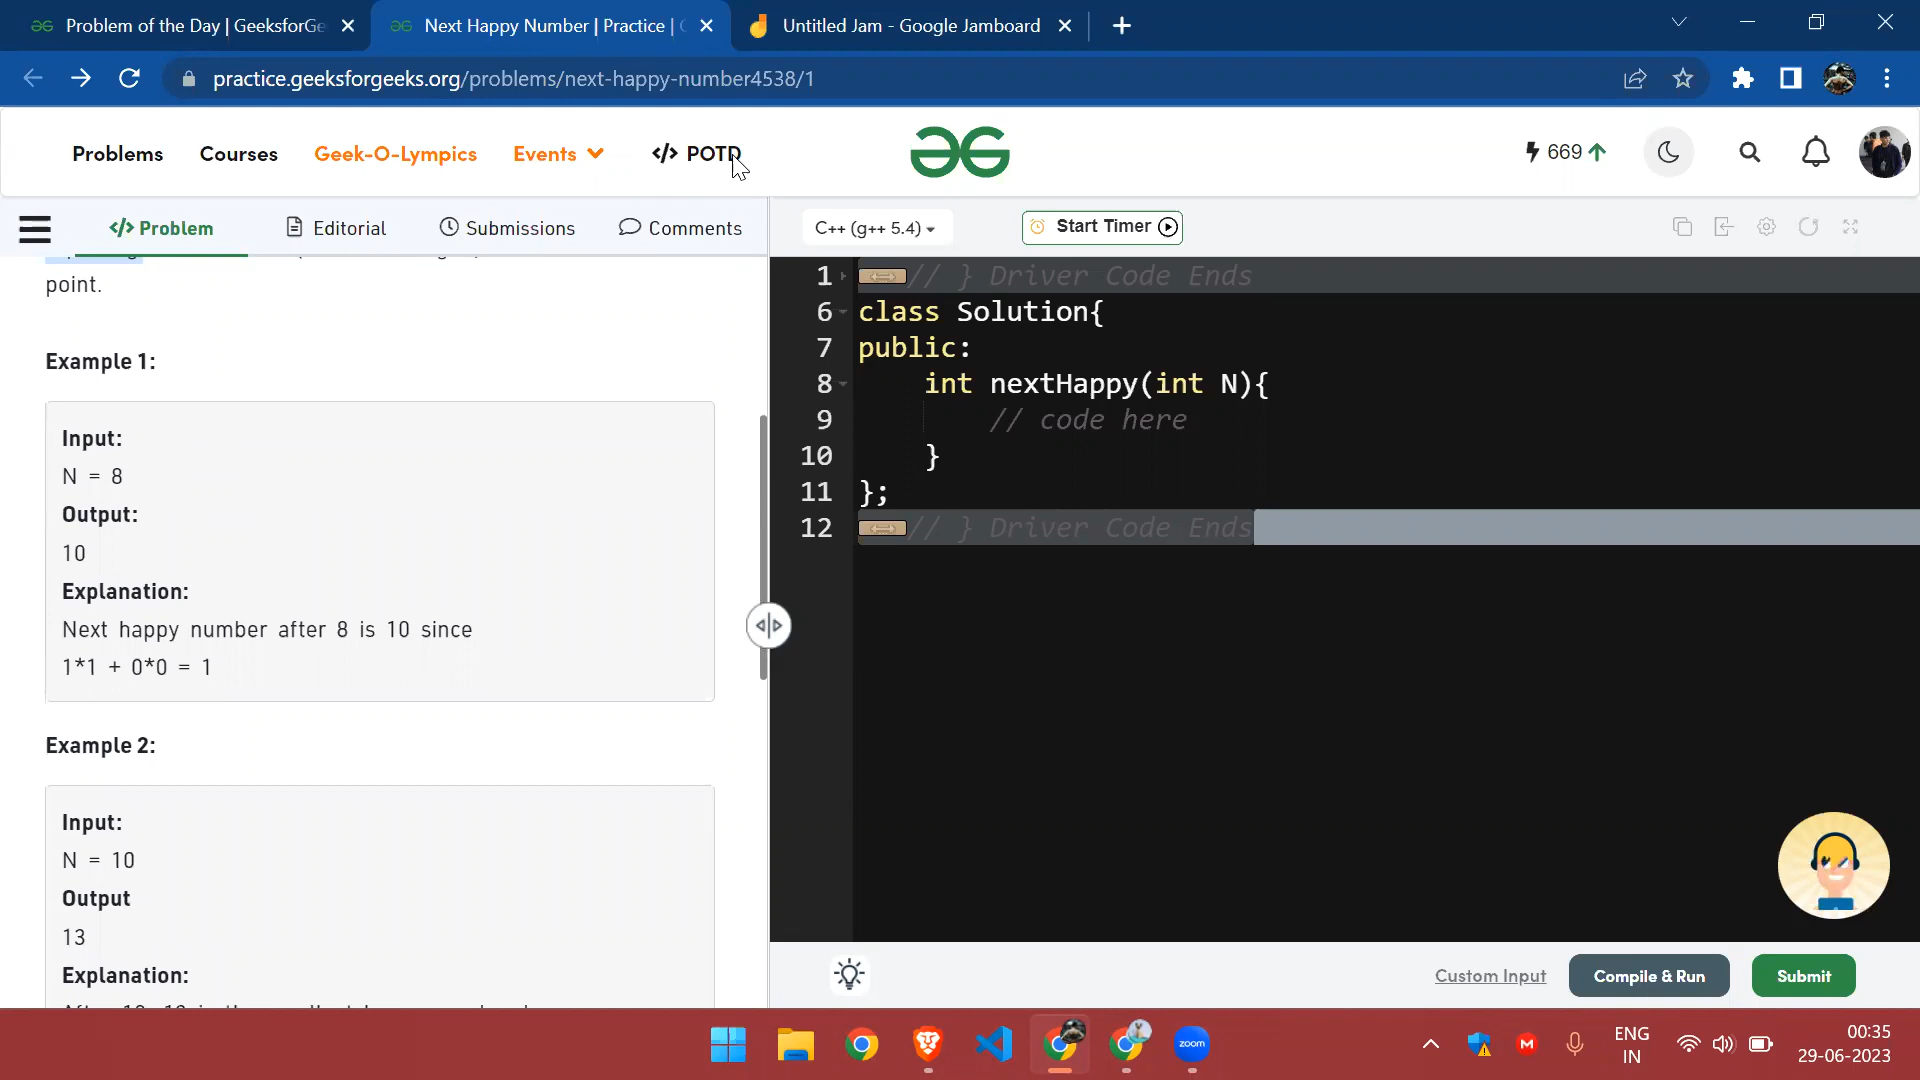 Problem of the Day | GeeksforGe
Next Happy Number | Practice |
Untitled Jam - Google Jamboard
practice.geeksforgeeks.org/problems/next-happy-number4538/1
Problems
Courses
Geek-O-Lympics
Events
</> POTD
669
Problem
Editorial
Submissions
Comments
C++ (g++ 5.4)
Start Timer
point.
Example 1:
Input:
N = 8
Output:
10
Explanation:
Next happy number after 8 is 10 since
1*1 + 0*0 = 1
Example 2:
Input:
N = 10
Output
13
Explanation:
1 // } Driver Code Ends
6 class Solution{
7 public:
8 int nextHappy(int N){
9 // code here
10 }
11 };
12 // } Driver Code Ends
Custom Input
Compile & Run
Submit
zoom
M
ENG
IN
00:35
29-06-2023